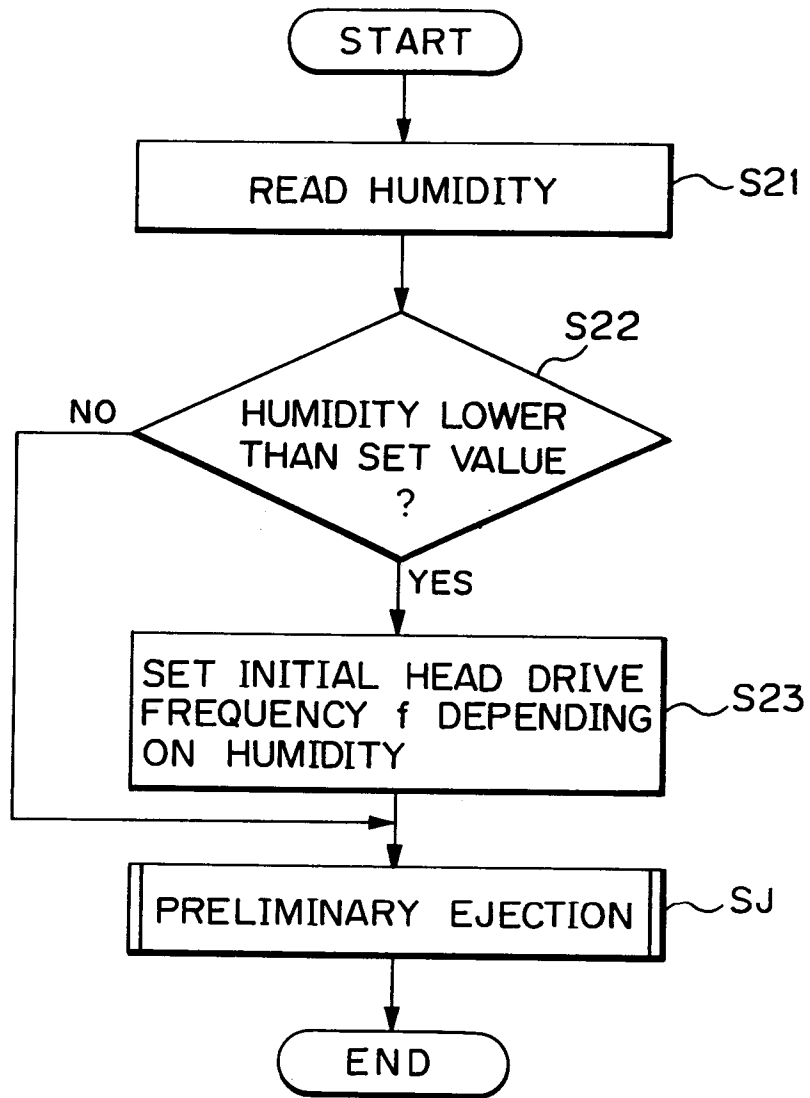 START
READ HUMIDITY
S21
S22
NO
HUMIDITY LOWER
THAN SET VALUE
?
YES
SET INITIAL HEAD DRIVE
FREQUENCY f DEPENDING
ON HUMIDITY
S23
PRELIMINARY EJECTION
SJ
END